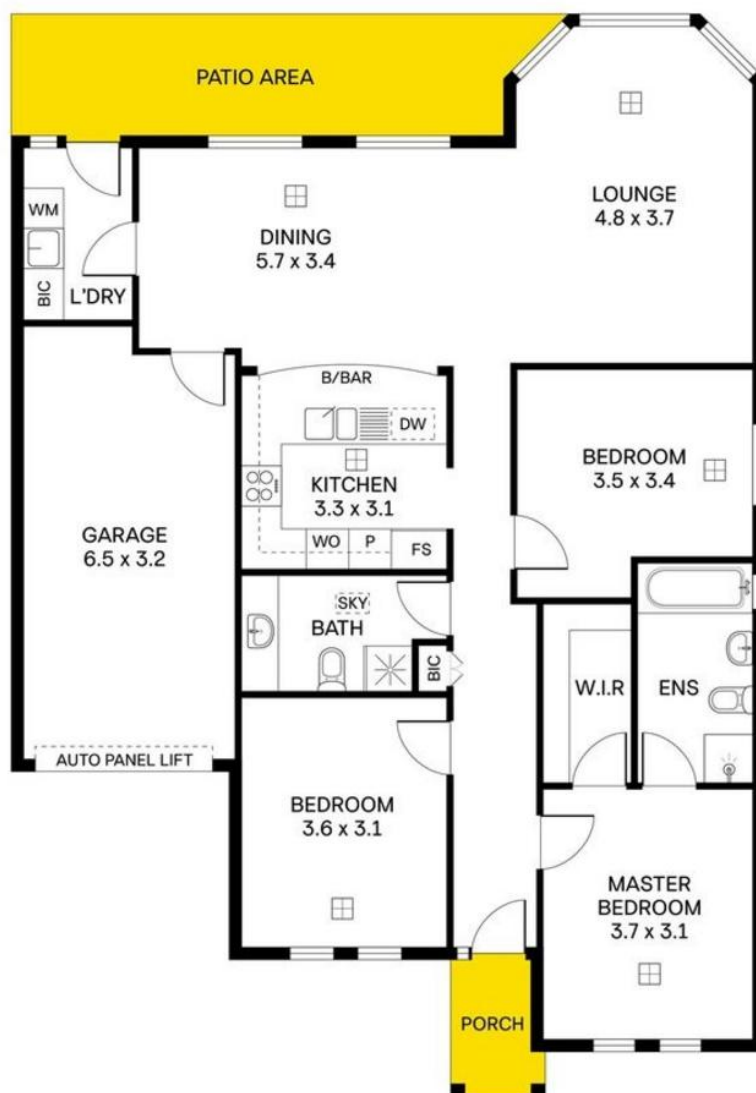 PATIO AREA
LOUNGE
4.8 x 3.7
WM
DINING
5.7 x 3.4
BIC
L'DRY
B/BAR
DW
BEDROOM
3.5 x 3.4
KITCHEN
3.3 x 3.1
GARAGE
6.5 x 3.2
WO
P
FS
SKY
BATH
BIC
W.I.R
ENS
AUTO PANEL LIFT
BEDROOM
3.6 x 3.1
MASTER
BEDROOM
3.7 x 3.1
PORCH